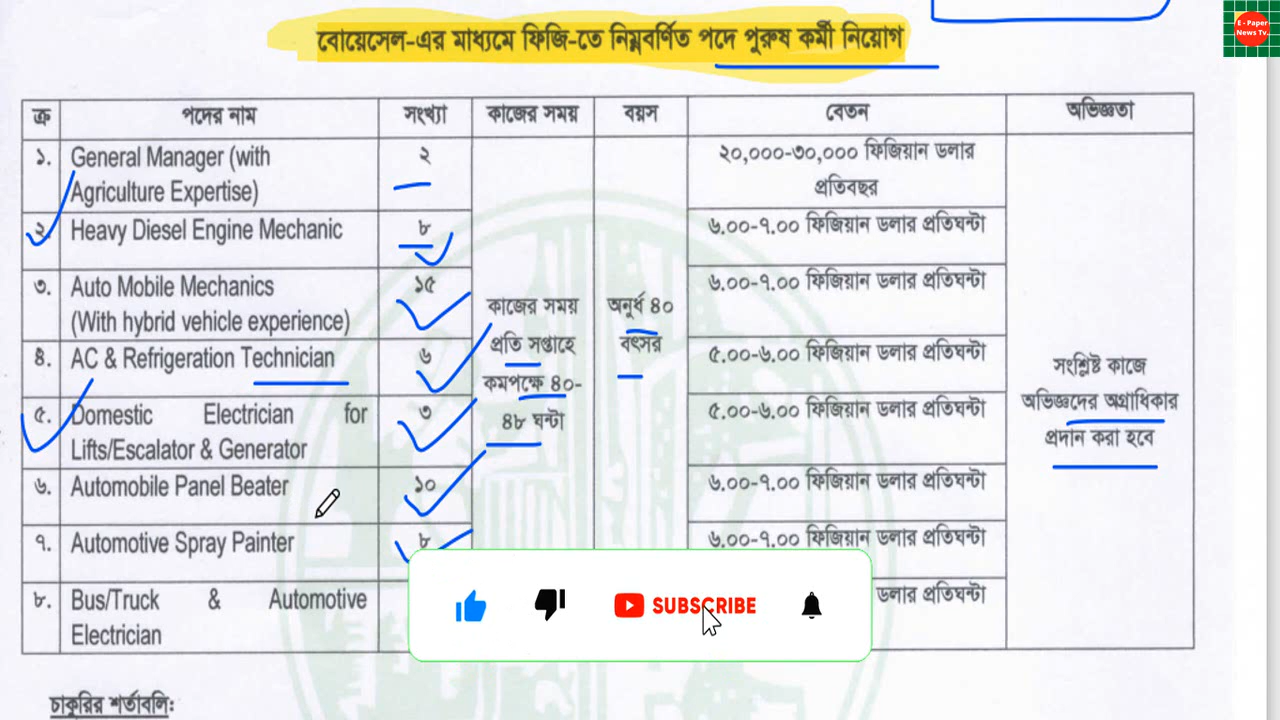 E - Paper
News Tv.
বোয়েসেল-এর মাধ্যমে ফিজি-তে নিম্নবর্ণিত পদে পুরুষ কর্মী নিয়োগ
ক্র পদের নাম সংখ্যা কাজের সময় বয়স বেতন অভিজ্ঞতা
১. General Manager (with ২ ২০,০০০-৩০,০০০ ফিজিয়ান ডলার
Agriculture Expertise) প্রতিবছর
২. Heavy Diesel Engine Mechanic ৮ ৬.০০-৭.০০ ফিজিয়ান ডলার প্রতিঘন্টা
৩. Auto Mobile Mechanics ১৫ ৬.০০-৭.০০ ফিজিয়ান ডলার প্রতিঘন্টা
(With hybrid vehicle experience) কাজের সময় অনুর্ধ ৪০
৪. AC & Refrigeration Technician ৬ প্রতি সপ্তাহে বৎসর ৫.০০-৬.০০ ফিজিয়ান ডলার প্রতিঘন্টা সংশ্লিষ্ট কাজে
কমপক্ষে ৪০-
৫. Domestic Electrician for ৩ ৪৮ ঘন্টা ৫.০০-৬.০০ ফিজিয়ান ডলার প্রতিঘন্টা অভিজ্ঞদের অগ্রাধিকার
Lifts/Escalator & Generator প্রদান করা হবে
৬. Automobile Panel Beater ১০ ৬.০০-৭.০০ ফিজিয়ান ডলার প্রতিঘন্টা
৭. Automotive Spray Painter ৮ ৬.০০-৭.০০ ফিজিয়ান ডলার প্রতিঘন্টা
৮. Bus/Truck & Automotive ডলার প্রতিঘন্টা
Electrician
SUBSCRIBE
চাকুরির শর্তাবলি: